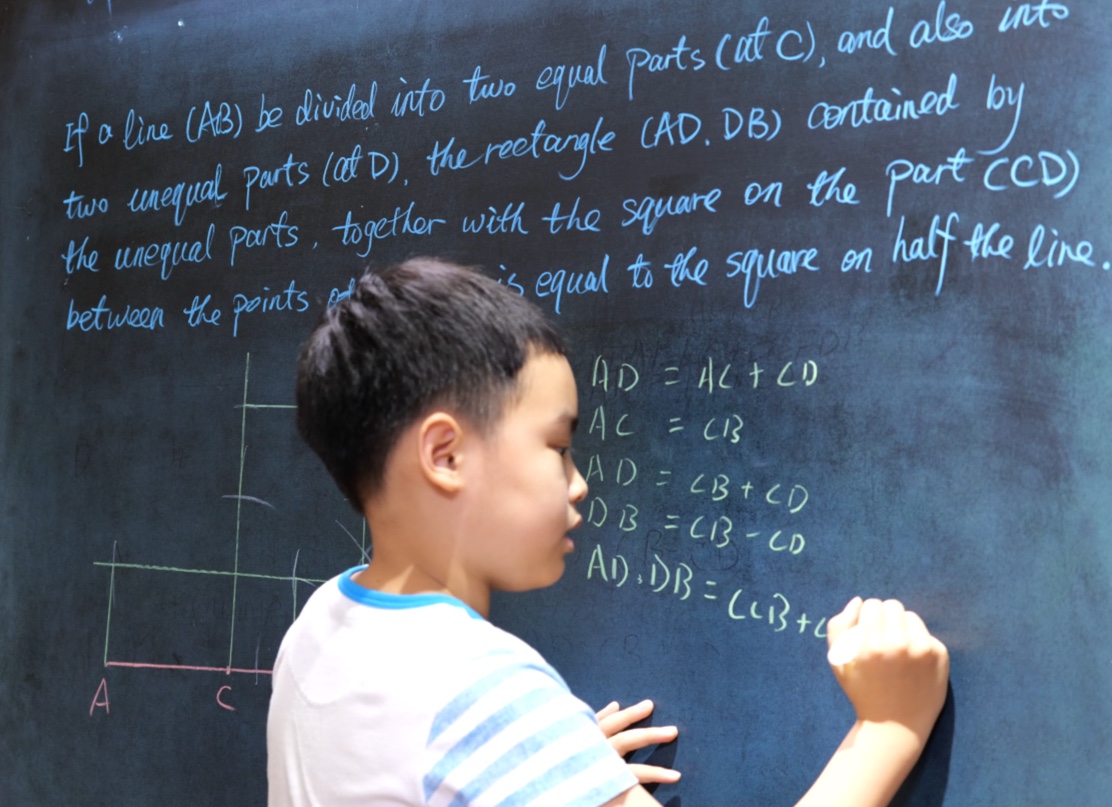 If a line (AB) be divided into two equal parts (at C), and also into
two unequal parts (at D), the rectangle (AD.DB) contained by
the unequal parts, together with the square on the part (CD)
between the points is equal to the square on half the line.
AD = AC + CD
AC = CB
AD = CB + CD
DB = CB - CD
AD.DB = (CB +
A C